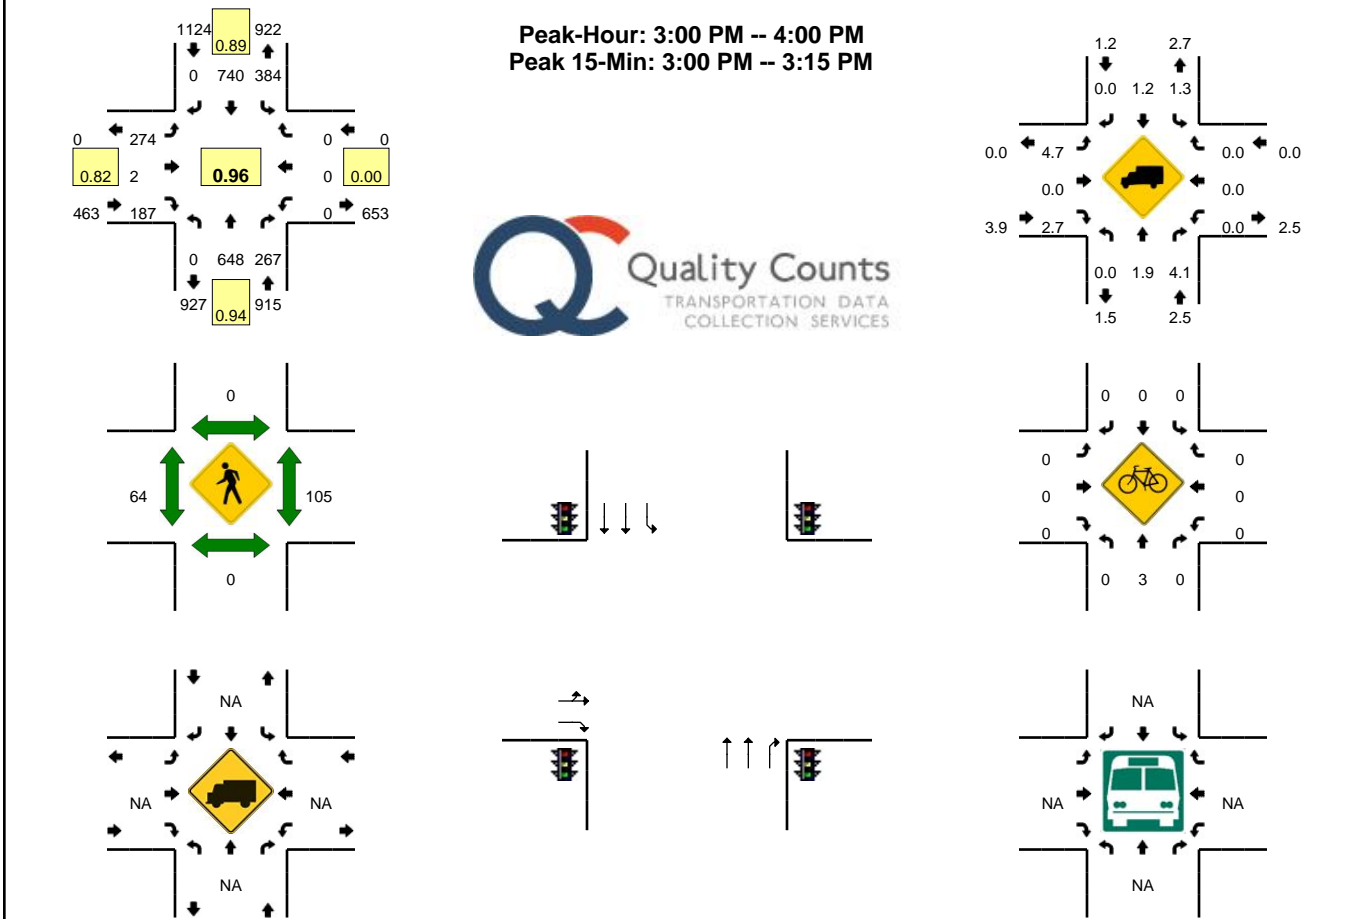 Peak-Hour: 3:00 PM -- 4:00 PM
Peak 15-Min: 3:00 PM -- 3:15 PM
1124 0.89 922
0 740 384
0 274 0 0
0.82 2 0.96 0 0.00
463 187 0 653
0 648 267
927 0.94 915
QC Quality Counts
TRANSPORTATION DATA
COLLECTION SERVICES
1.2 2.7
0.0 1.2 1.3
0.0 4.7 0.0 0.0
0.0 0.0
3.9 2.7 0.0 2.5
0.0 1.9 4.1
1.5 2.5
0
64 105
0
0 0 0
0 0
0 0
0 0
0 3 0
NA
NA NA
NA
NA
NA NA
NA